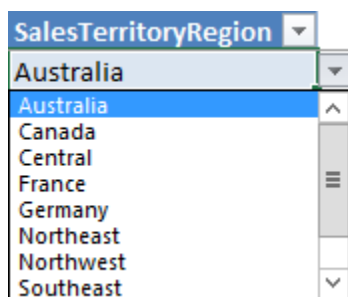 SalesTerritoryRegion
Australia
Australia
Canada
Central
France
Germany
Northeast
Northwest
Southeast